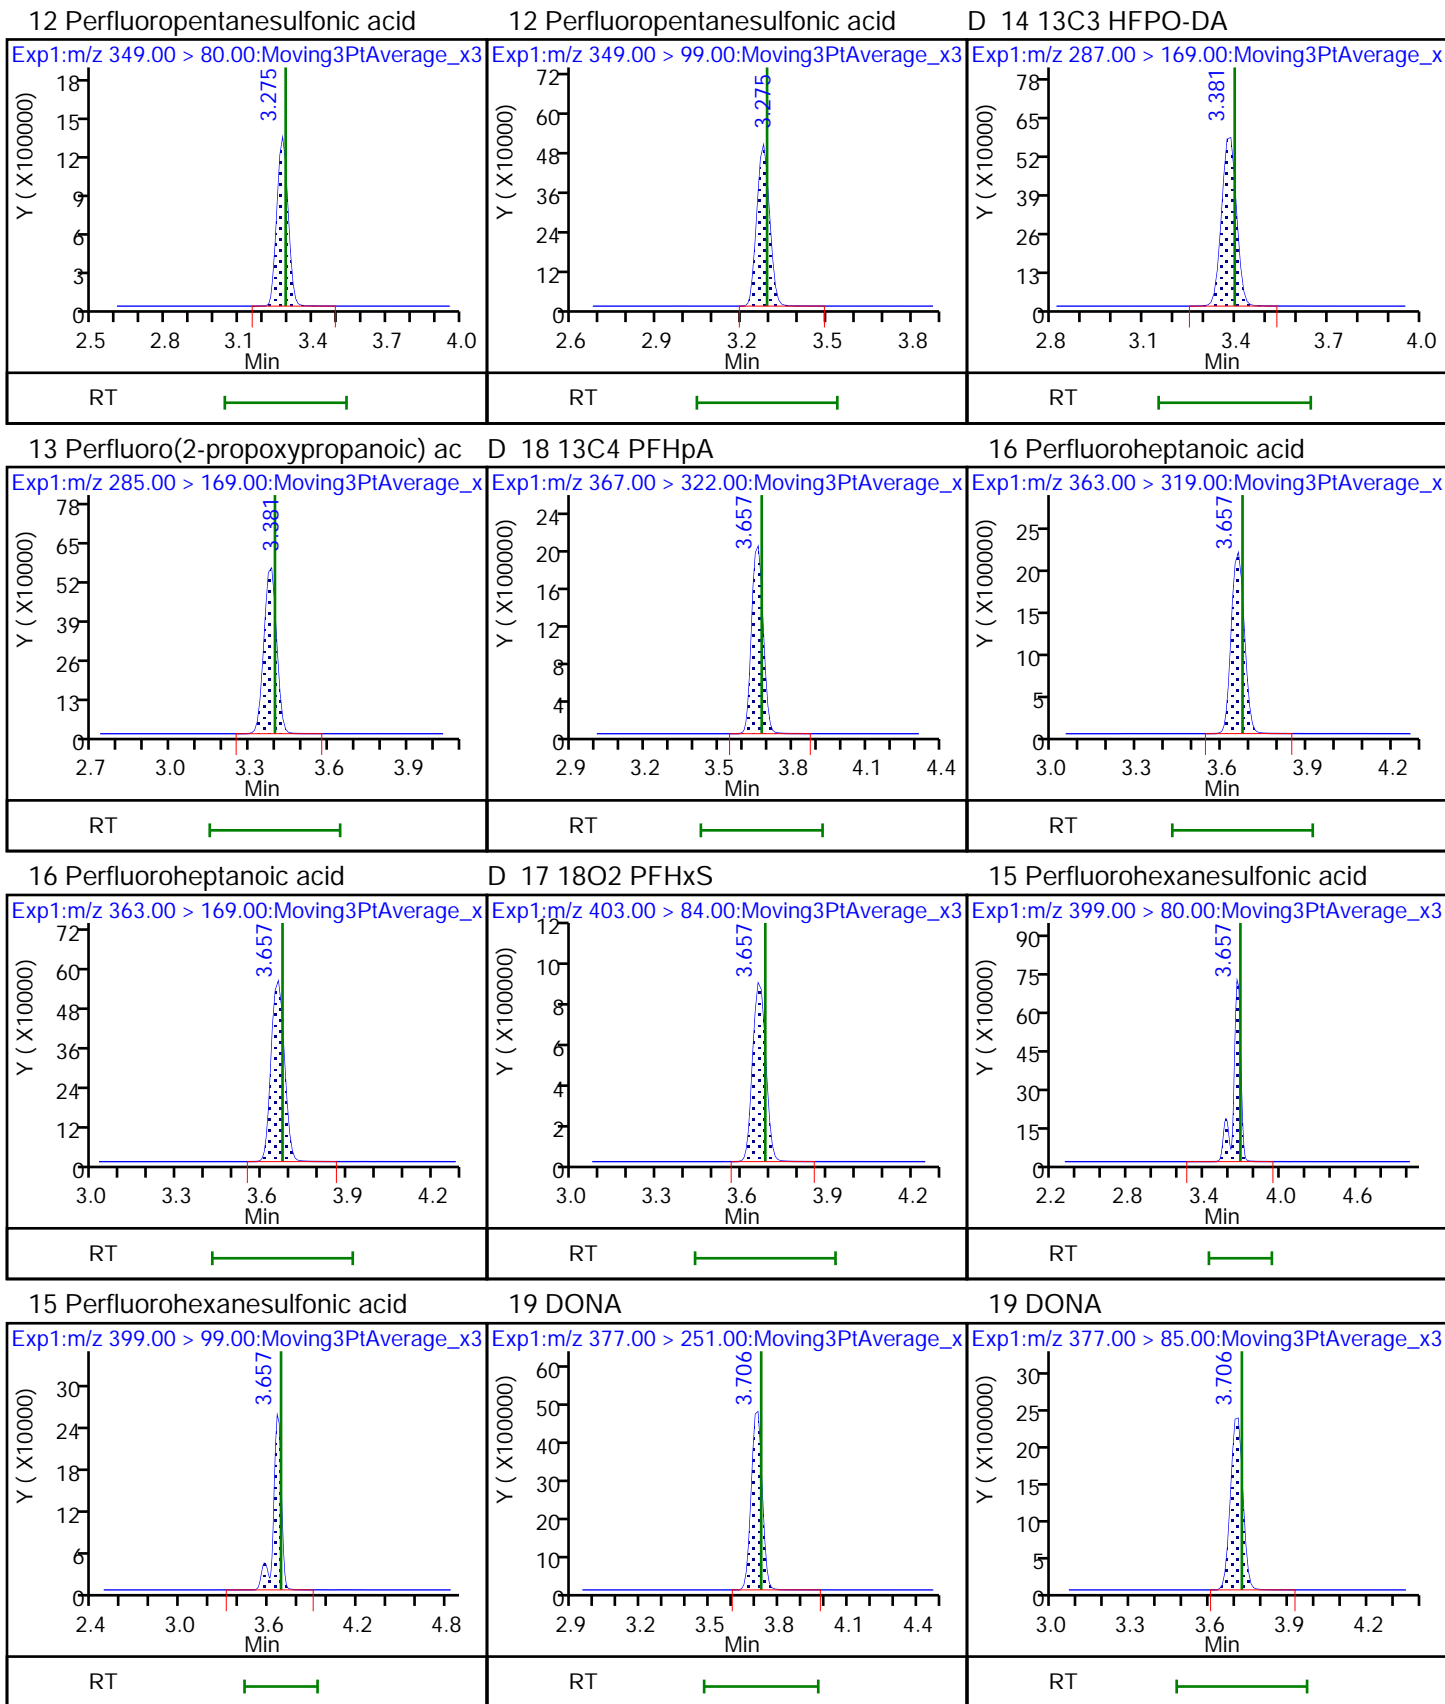 12 Perfluoropentanesulfonic acid
Exp1:m/z 349.00 > 80.00:Moving3PtAverage_x3
3.275
Y ( X100000)
18
15
12
9
6
3
0
2.5 2.8 3.1 3.4 3.7 4.0
Min
RT
12 Perfluoropentanesulfonic acid
Exp1:m/z 349.00 > 99.00:Moving3PtAverage_x3
3.275
Y ( X10000)
72
60
48
36
24
12
0
2.6 2.9 3.2 3.5 3.8
Min
RT
D 14 13C3 HFPO-DA
Exp1:m/z 287.00 > 169.00:Moving3PtAverage_x
3.381
Y ( X10000)
78
65
52
39
26
13
0
2.8 3.1 3.4 3.7 4.0
Min
RT
13 Perfluoro(2-propoxypropanoic) ac
Exp1:m/z 285.00 > 169.00:Moving3PtAverage_x
3.381
Y ( X10000)
78
65
52
39
26
13
0
2.7 3.0 3.3 3.6 3.9
Min
RT
D 18 13C4 PFHpA
Exp1:m/z 367.00 > 322.00:Moving3PtAverage_x
3.657
Y ( X100000)
24
20
16
12
8
4
0
2.9 3.2 3.5 3.8 4.1 4.4
Min
RT
16 Perfluoroheptanoic acid
Exp1:m/z 363.00 > 319.00:Moving3PtAverage_x
3.657
Y ( X100000)
25
20
15
10
5
0
3.0 3.3 3.6 3.9 4.2
Min
RT
16 Perfluoroheptanoic acid
Exp1:m/z 363.00 > 169.00:Moving3PtAverage_x
3.657
Y ( X10000)
72
60
48
36
24
12
0
3.0 3.3 3.6 3.9 4.2
Min
RT
D 17 18O2 PFHxS
Exp1:m/z 403.00 > 84.00:Moving3PtAverage_x3
3.657
Y ( X100000)
12
10
8
6
4
2
0
3.0 3.3 3.6 3.9 4.2
Min
RT
15 Perfluorohexanesulfonic acid
Exp1:m/z 399.00 > 80.00:Moving3PtAverage_x3
3.657
Y ( X10000)
90
75
60
45
30
15
0
2.2 2.8 3.4 4.0 4.6
Min
RT
15 Perfluorohexanesulfonic acid
Exp1:m/z 399.00 > 99.00:Moving3PtAverage_x3
3.657
Y ( X10000)
30
24
18
12
6
0
2.4 3.0 3.6 4.2 4.8
Min
RT
19 DONA
Exp1:m/z 377.00 > 251.00:Moving3PtAverage_x
3.706
Y ( X100000)
60
50
40
30
20
10
0
2.9 3.2 3.5 3.8 4.1 4.4
Min
RT
19 DONA
Exp1:m/z 377.00 > 85.00:Moving3PtAverage_x3
3.706
Y ( X100000)
30
25
20
15
10
5
0
3.0 3.3 3.6 3.9 4.2
Min
RT